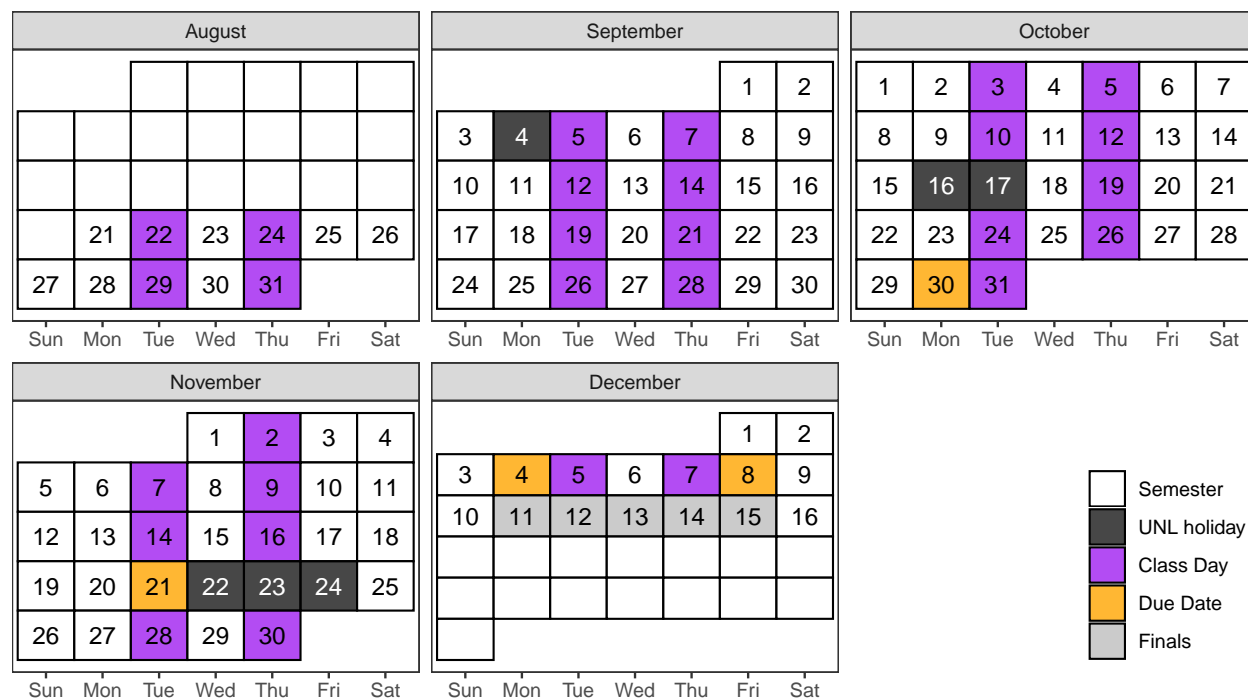 August
21 22 23 24 25 26
27 28 29 30 31
Sun Mon Tue Wed Thu Fri Sat
September
1 2
3 4 5 6 7 8 9
10 11 12 13 14 15 16
17 18 19 20 21 22 23
24 25 26 27 28 29 30
Sun Mon Tue Wed Thu Fri Sat
October
1 2 3 4 5 6 7
8 9 10 11 12 13 14
15 16 17 18 19 20 21
22 23 24 25 26 27 28
29 30 31
Sun Mon Tue Wed Thu Fri Sat
November
1 2 3 4
5 6 7 8 9 10 11
12 13 14 15 16 17 18
19 20 21 22 23 24 25
26 27 28 29 30
Sun Mon Tue Wed Thu Fri Sat
December
1 2
3 4 5 6 7 8 9
10 11 12 13 14 15 16
Sun Mon Tue Wed Thu Fri Sat
Semester
UNL holiday
Class Day
Due Date
Finals